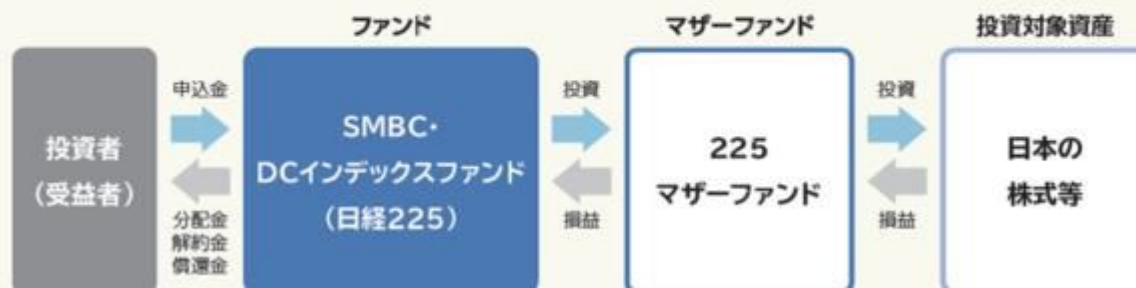 ファンド
マザーファンド
投資対象資産
投資者
(受益者)
申込金
分配金
解約金
償還金
SMBC・
DCインデックスファンド
(日経225)
投資
損益
225
マザーファンド
投資
損益
日本の
株式等